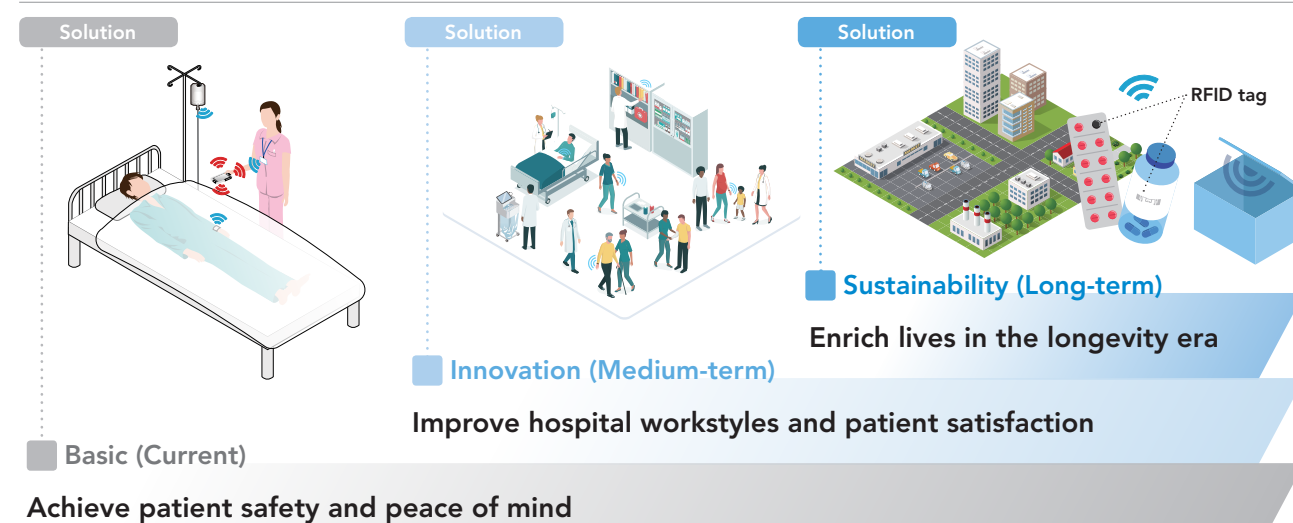 Solution
Solution
Solution
RFID tag
Sustainability (Long-term)
Enrich lives in the longevity era
Innovation (Medium-term)
Improve hospital workstyles and patient satisfaction
Basic (Current)
Achieve patient safety and peace of mind